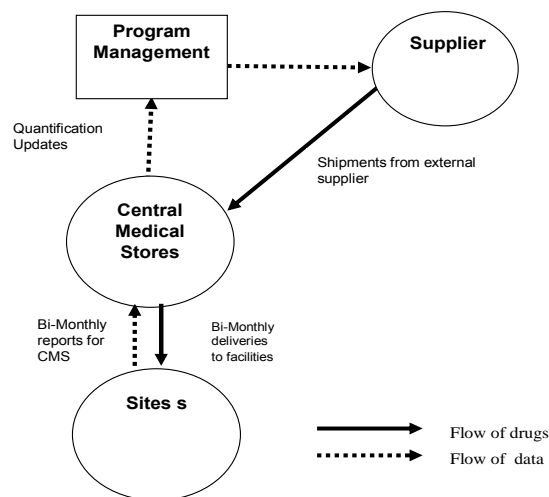 Program
Management
Supplier
Quantification
Updates
Shipments from external
supplier
Central
Medical
Stores
Bi-Monthly
reports for
CMS
Bi-Monthly
deliveries
to facilities
Sites s
Flow of drugs
Flow of data